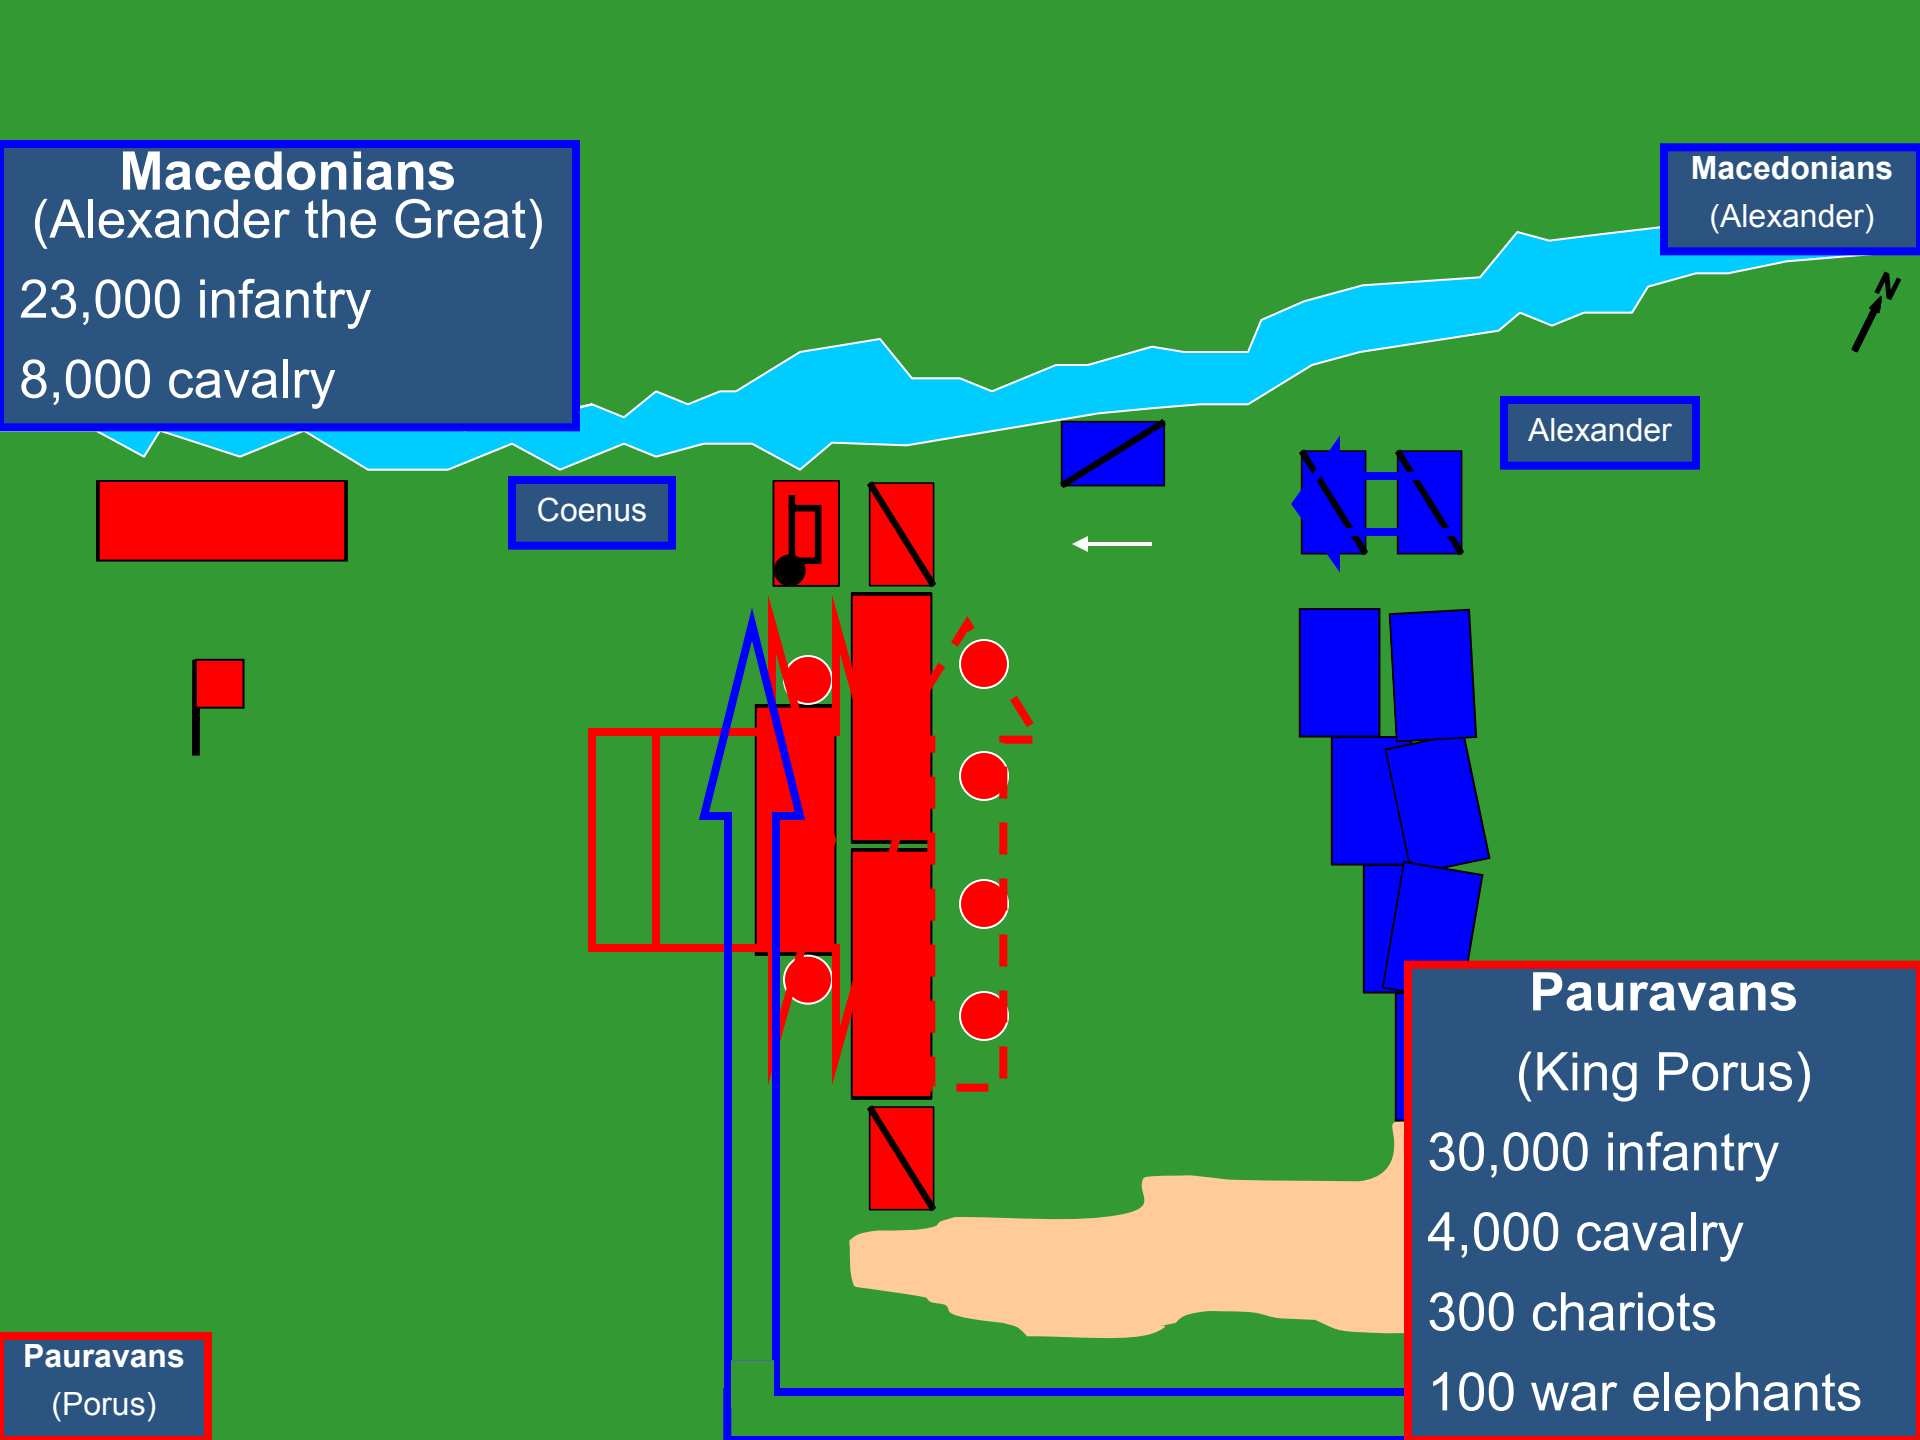 Macedonians
(Alexander the Great)
23,000 infantry
8,000 cavalry
Macedonians
(Alexander)
N
Alexander
Coenus
Pauravans
(King Porus)
30,000 infantry
4,000 cavalry
300 chariots
100 war elephants
Pauravans
(Porus)